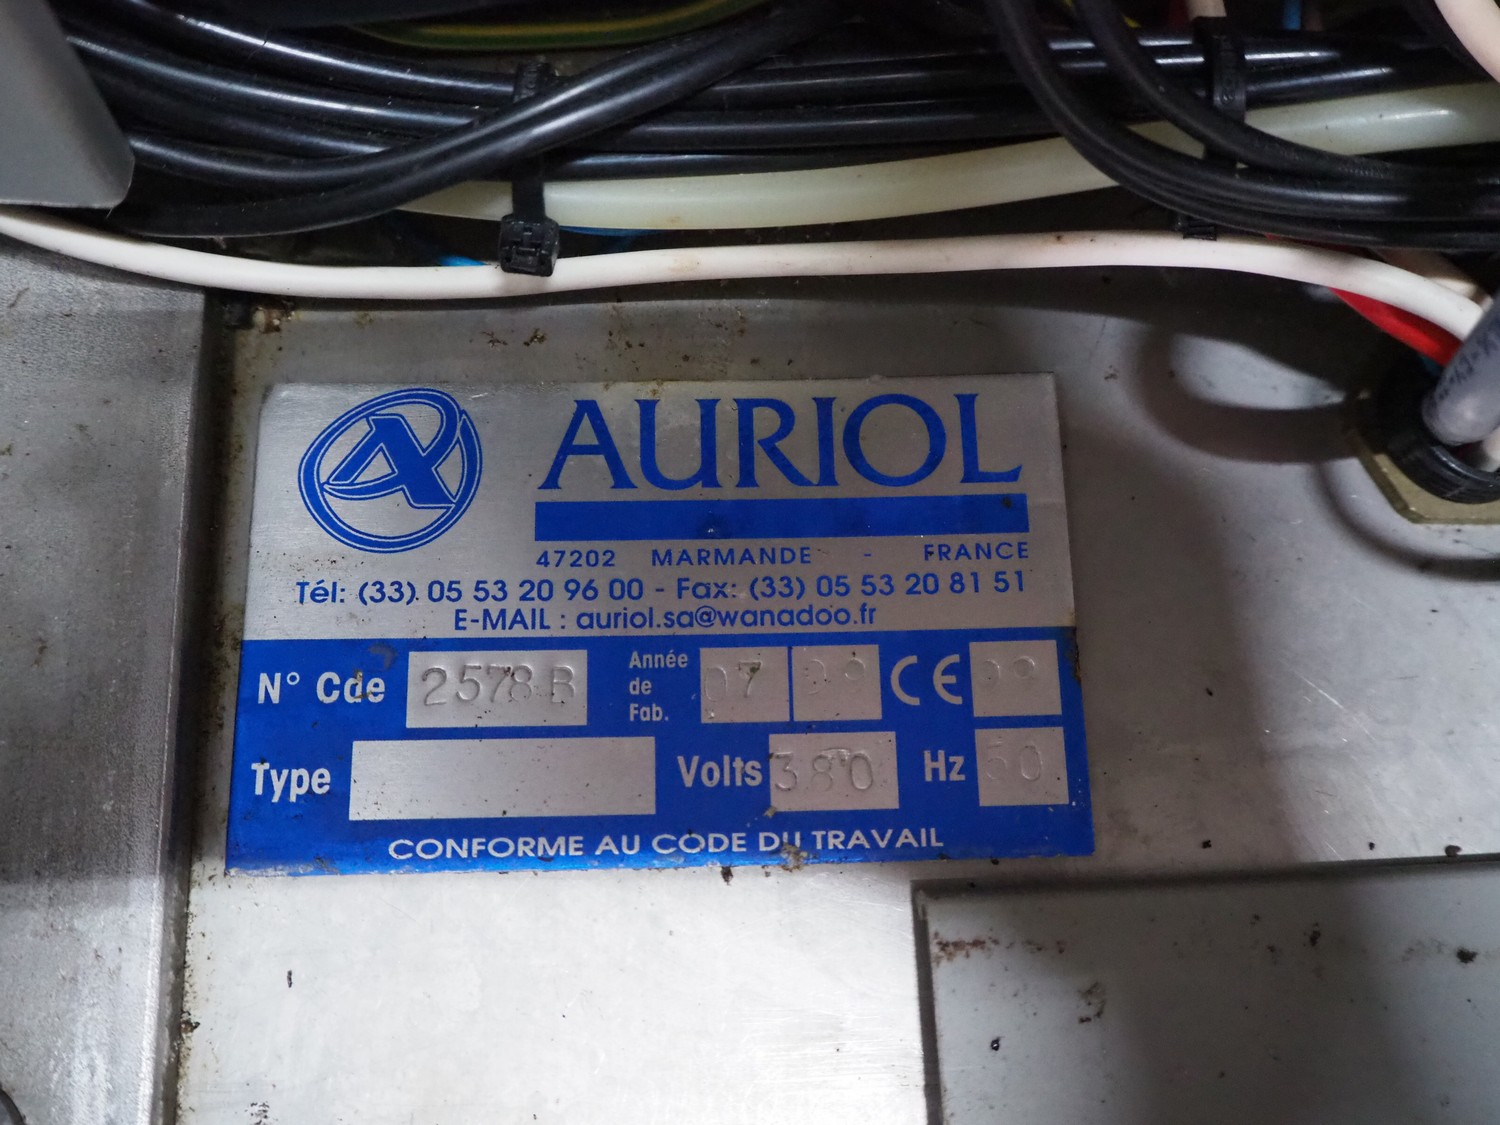 AURIOL
47202 MARMANDE - FRANCE
Tél: (33) 05 53 20 96 00 - Fax: (33) 05 53 20 81 51
E-MAIL : auriol.sa@wanadoo.fr
N° Cde 2578 B Année de Fab. 07 99 CE 99
Type Volts 380 Hz 50
CONFORME AU CODE DU TRAVAIL